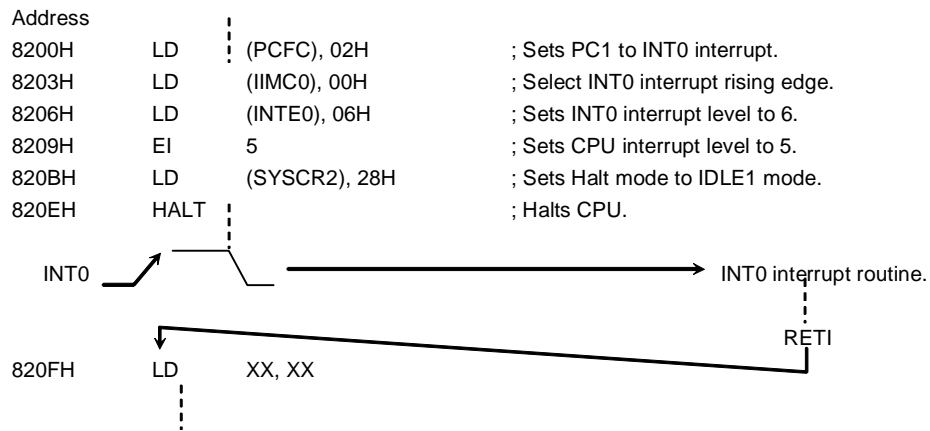 Address
8200H LD (PCFC), 02H ; Sets PC1 to INT0 interrupt.
8203H LD (IIMC0), 00H ; Select INT0 interrupt rising edge.
8206H LD (INTE0), 06H ; Sets INT0 interrupt level to 6.
8209H EI 5 ; Sets CPU interrupt level to 5.
820BH LD (SYSCR2), 28H ; Sets Halt mode to IDLE1 mode.
820EH HALT ; Halts CPU.
INT0 INT0 interrupt routine.
RETI
820FH LD XX, XX